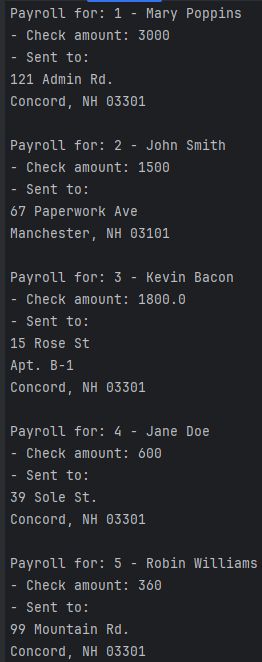 Payroll for: 1 - Mary Poppins
- Check amount: 3000
- Sent to:
121 Admin Rd.
Concord, NH 03301

Payroll for: 2 - John Smith
- Check amount: 1500
- Sent to:
67 Paperwork Ave
Manchester, NH 03101

Payroll for: 3 - Kevin Bacon
- Check amount: 1800.0
- Sent to:
15 Rose St
Apt. B-1
Concord, NH 03301

Payroll for: 4 - Jane Doe
- Check amount: 600
- Sent to:
39 Sole St.
Concord, NH 03301

Payroll for: 5 - Robin Williams
- Check amount: 360
- Sent to:
99 Mountain Rd.
Concord, NH 03301